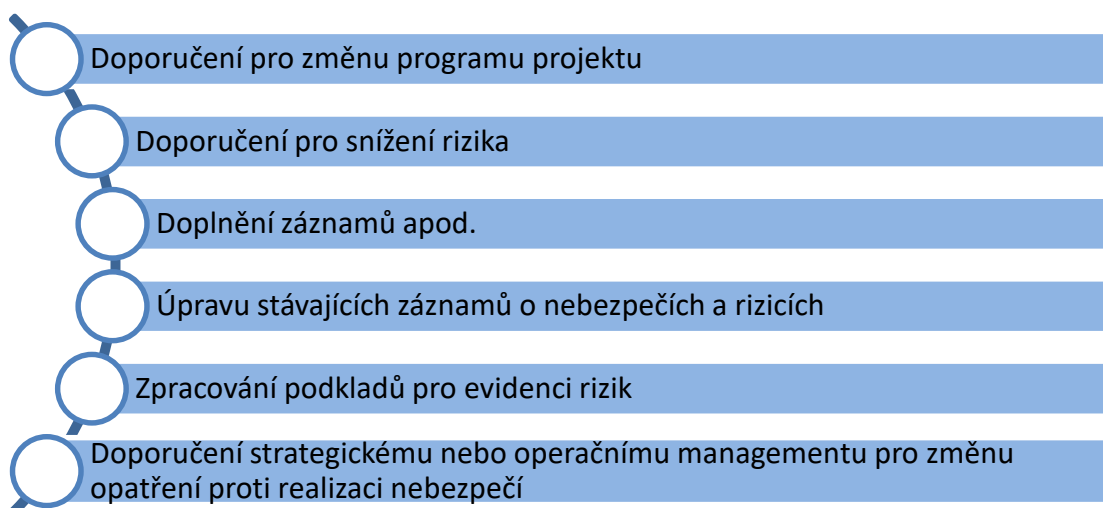 Doporučení pro změnu programu projektu
Doporučení pro snížení rizika
Doplnění záznamů apod.
Úpravu stávajících záznamů o nebezpečích a rizicích
Zpracování podkladů pro evidenci rizik
Doporučení strategickému nebo operačnímu managementu pro změnu
opatření proti realizaci nebezpečí